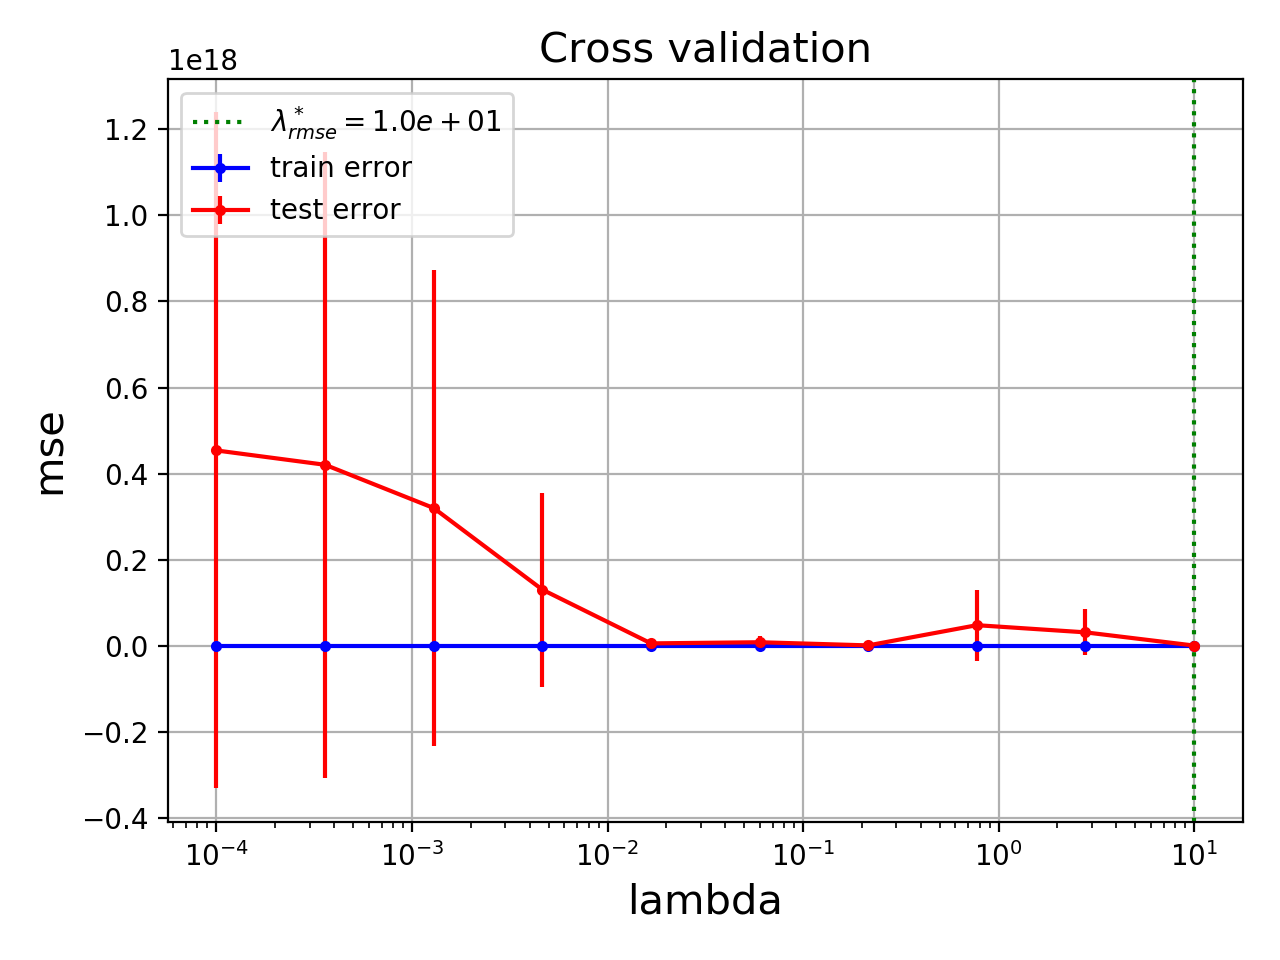 Cross validation
1e18
λ*rmse = 1.0e + 01
train error
test error
1.2
1.0
0.8
0.6
0.4
0.2
0.0
−0.2
−0.4
mse
10⁻⁴ 10⁻³ 10⁻² 10⁻¹ 10⁰ 10¹
lambda